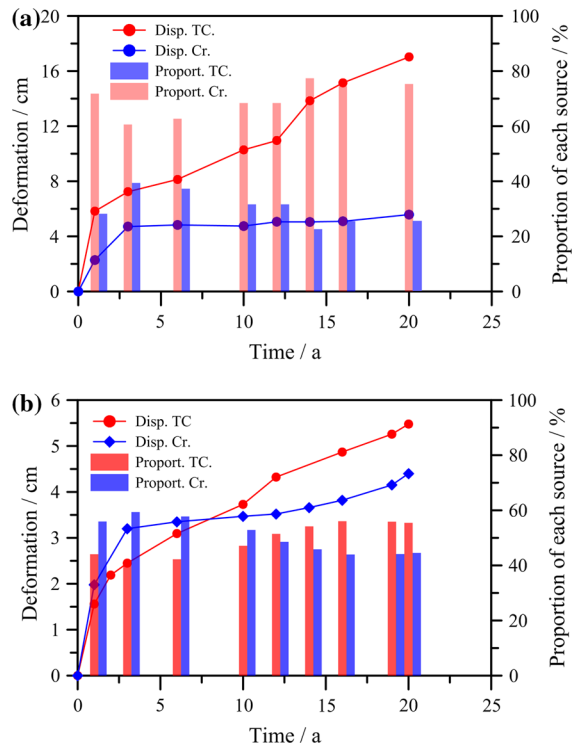 (a)
20
16
12
8
4
0
Deformation / cm
Disp. TC.
Disp. Cr.
Proport. TC.
Proport. Cr.
100
80
60
40
20
0
Proportion of each source / %
0 5 10 15 20 25
Time / a
(b)
6
5
4
3
2
1
0
Deformation / cm
Disp. TC
Disp. Cr.
Proport. TC.
Proport. Cr.
100
80
60
40
20
0
Proportion of each source / %
0 5 10 15 20 25
Time / a